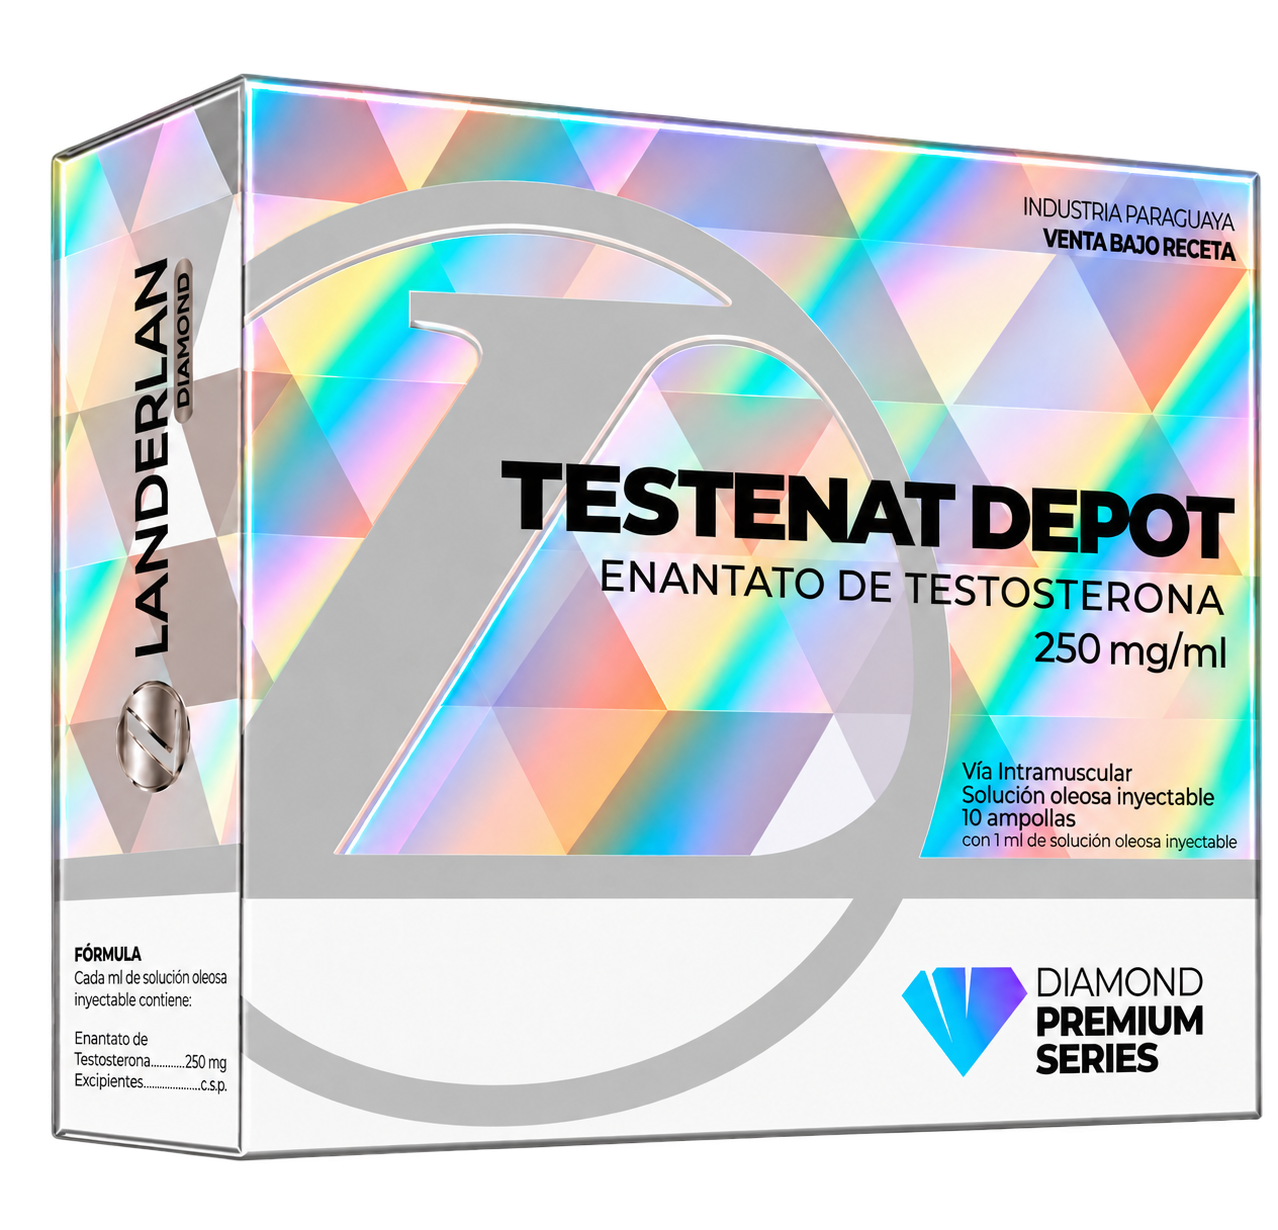 LANDERLAN
DIAMOND
FÓRMULA
Cada ml de solución oleosa
inyectable contiene:
Enantato de
Testosterona...........250 mg
Excipientes.....................c.s.p.
INDUSTRIA PARAGUAYA
VENTA BAJO RECETA
TESTENAT DEPOT
ENANTATO DE TESTOSTERONA
250 mg/ml
Vía Intramuscular
Solución oleosa inyectable
10 ampollas
con 1 ml de solución oleosa inyectable
DIAMOND
PREMIUM
SERIES